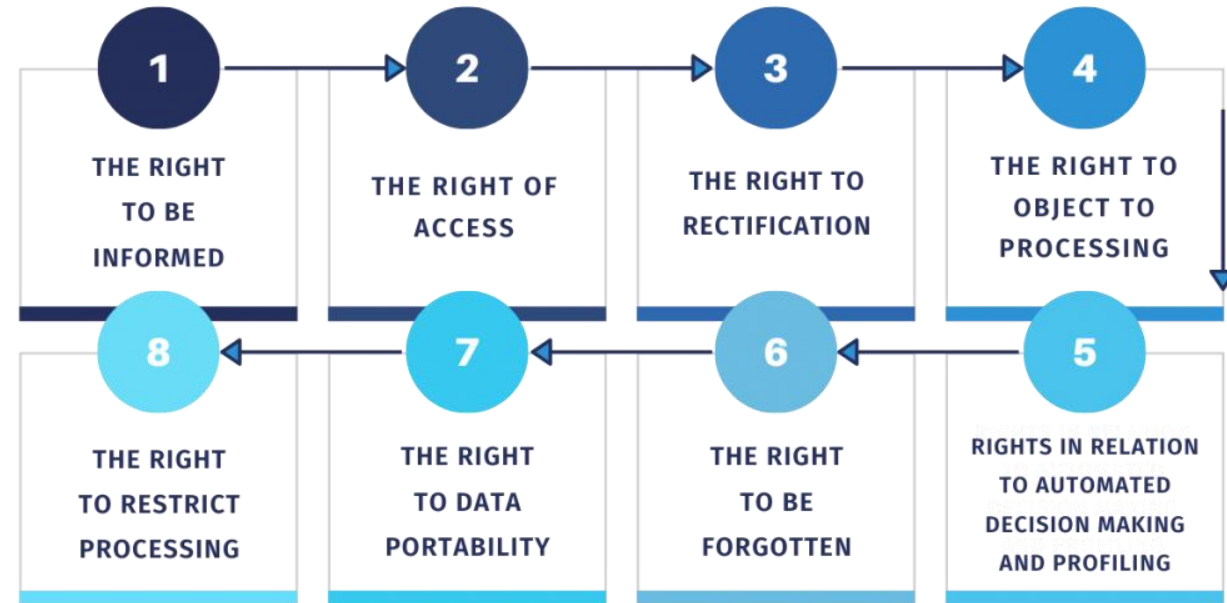 1
THE RIGHT
TO BE
INFORMED
2
THE RIGHT OF
ACCESS
3
THE RIGHT TO
RECTIFICATION
4
THE RIGHT TO
OBJECT TO
PROCESSING
5
RIGHTS IN RELATION
TO AUTOMATED
DECISION MAKING
AND PROFILING
6
THE RIGHT
TO BE
FORGOTTEN
7
THE RIGHT
TO DATA
PORTABILITY
8
THE RIGHT
TO RESTRICT
PROCESSING